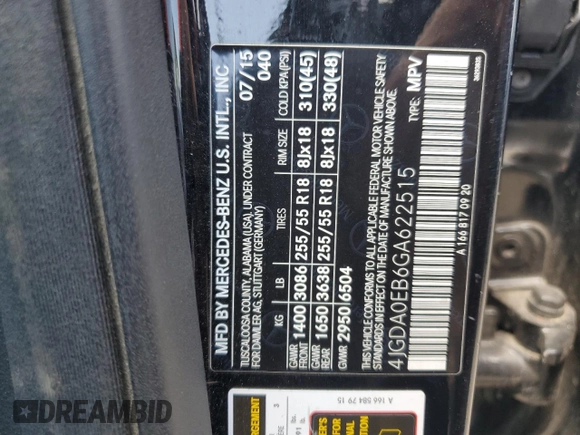 MFD BY MERCEDES-BENZ U.S. INTL., INC
TUSCALOOSA COUNTY, ALABAMA (USA), UNDER CONTRACT 07/15
FOR DAIMLER AG, STUTTGART (GERMANY) 040
KG LB TIRES RIM SIZE COLD KPA (PSI)
GAWR FRONT 1400 3086 255/55 R18 8Jx18 310(45)
GAWR REAR 1650 3638 255/55 R18 8Jx18 330(48)
GVWR 2950 6504
THIS VEHICLE CONFORMS TO ALL APPLICABLE FEDERAL MOTOR VEHICLE SAFETY
STANDARDS IN EFFECT ON THE DATE OF MANUFACTURE SHOWN ABOVE.
4JGDA0EB6GA622515 TYPE: MPV
A 166 817 09 20
A 166 584 79 15
3
DREAMBID